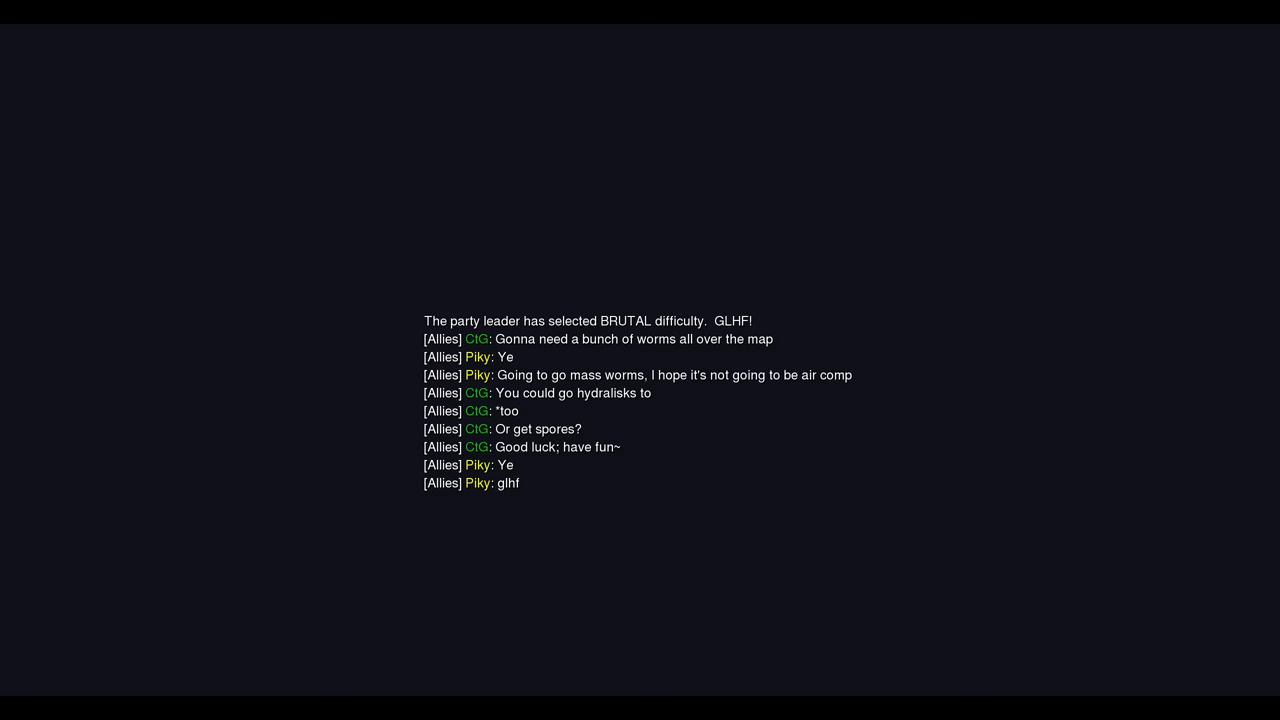 The party leader has selected BRUTAL difficulty.  GLHF!
[Allies] CtG: Gonna need a bunch of worms all over the map
[Allies] Piky: Ye
[Allies] Piky: Going to go mass worms, I hope it's not going to be air comp
[Allies] CtG: You could go hydralisks to
[Allies] CtG: *too
[Allies] CtG: Or get spores?
[Allies] CtG: Good luck; have fun~
[Allies] Piky: Ye
[Allies] Piky: glhf